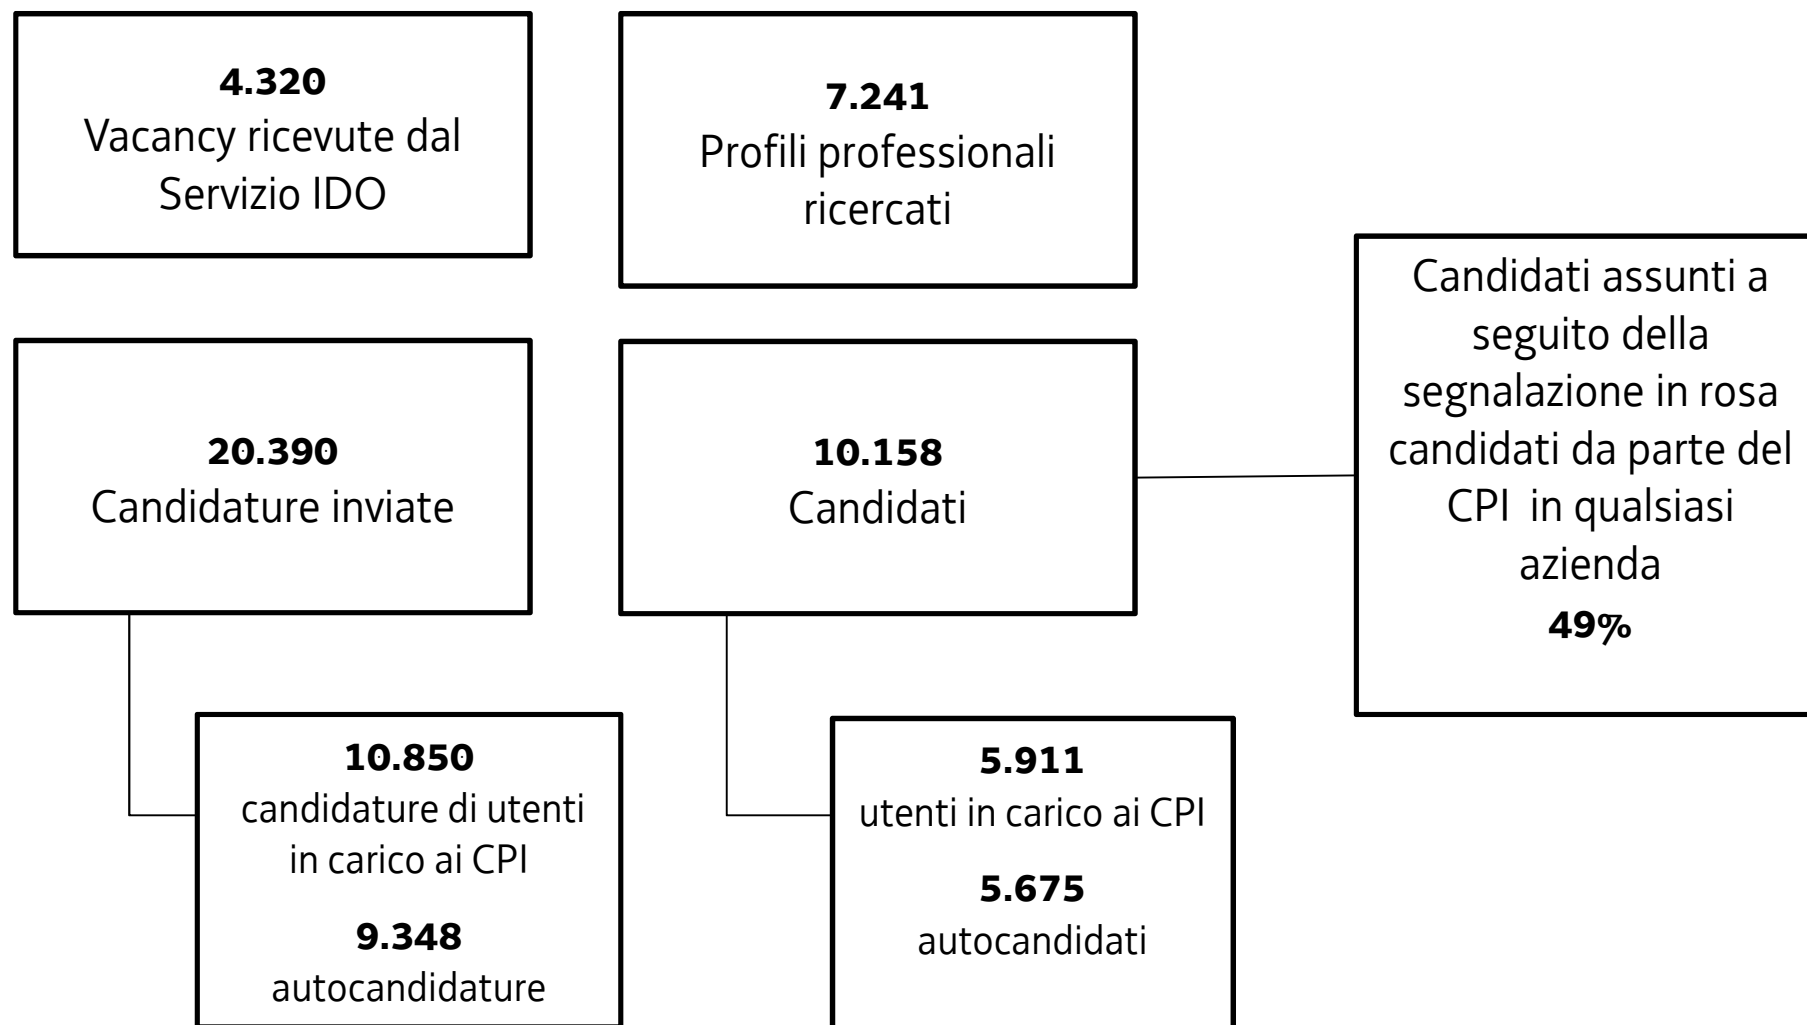 4.320
Vacancy ricevute dal
Servizio IDO
7.241
Profili professionali
ricercati
20.390
Candidature inviate
10.158
Candidati
Candidati assunti a
seguito della
segnalazione in rosa
candidati da parte del
CPI in qualsiasi
azienda
49%
10.850
candidature di utenti
in carico ai CPI
9.348
autocandidature
5.911
utenti in carico ai CPI
5.675
autocandidati